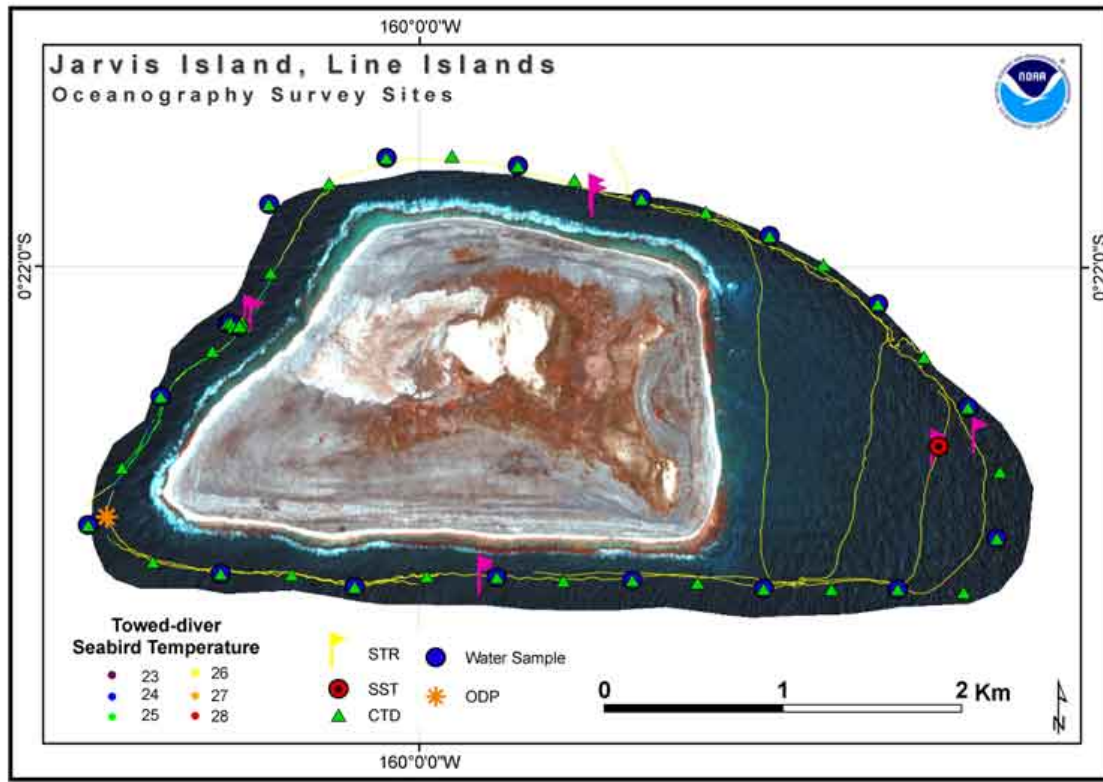 160°0'0"W
Jarvis Island, Line Islands
Oceanography Survey Sites
NOAA
0°22'0"S
0°22'0"S
Towed-diver
Seabird Temperature
23
24
25
26
27
28
STR
SST
CTD
Water Sample
ODP
0 1 2 Km
N
160°0'0"W